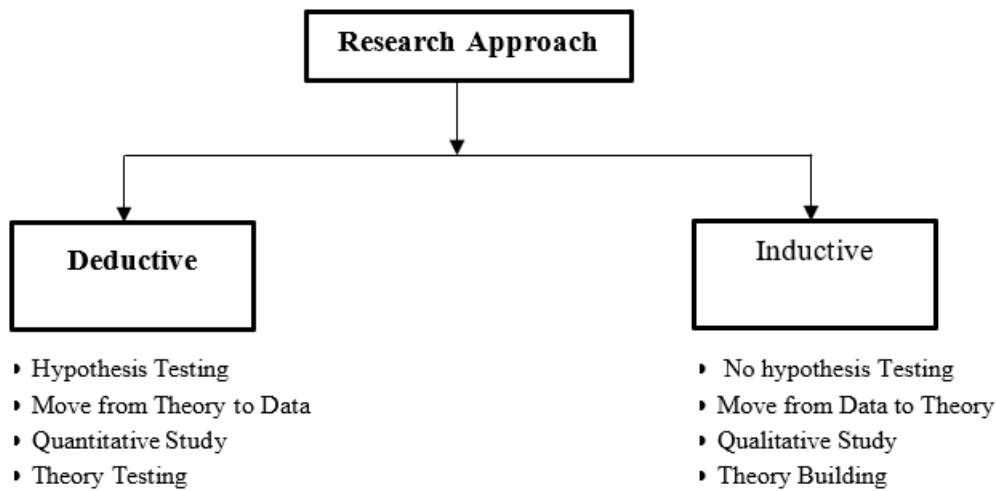 Research Approach
Deductive
Inductive
Hypothesis Testing
Move from Theory to Data
Quantitative Study
Theory Testing
No hypothesis Testing
Move from Data to Theory
Qualitative Study
Theory Building